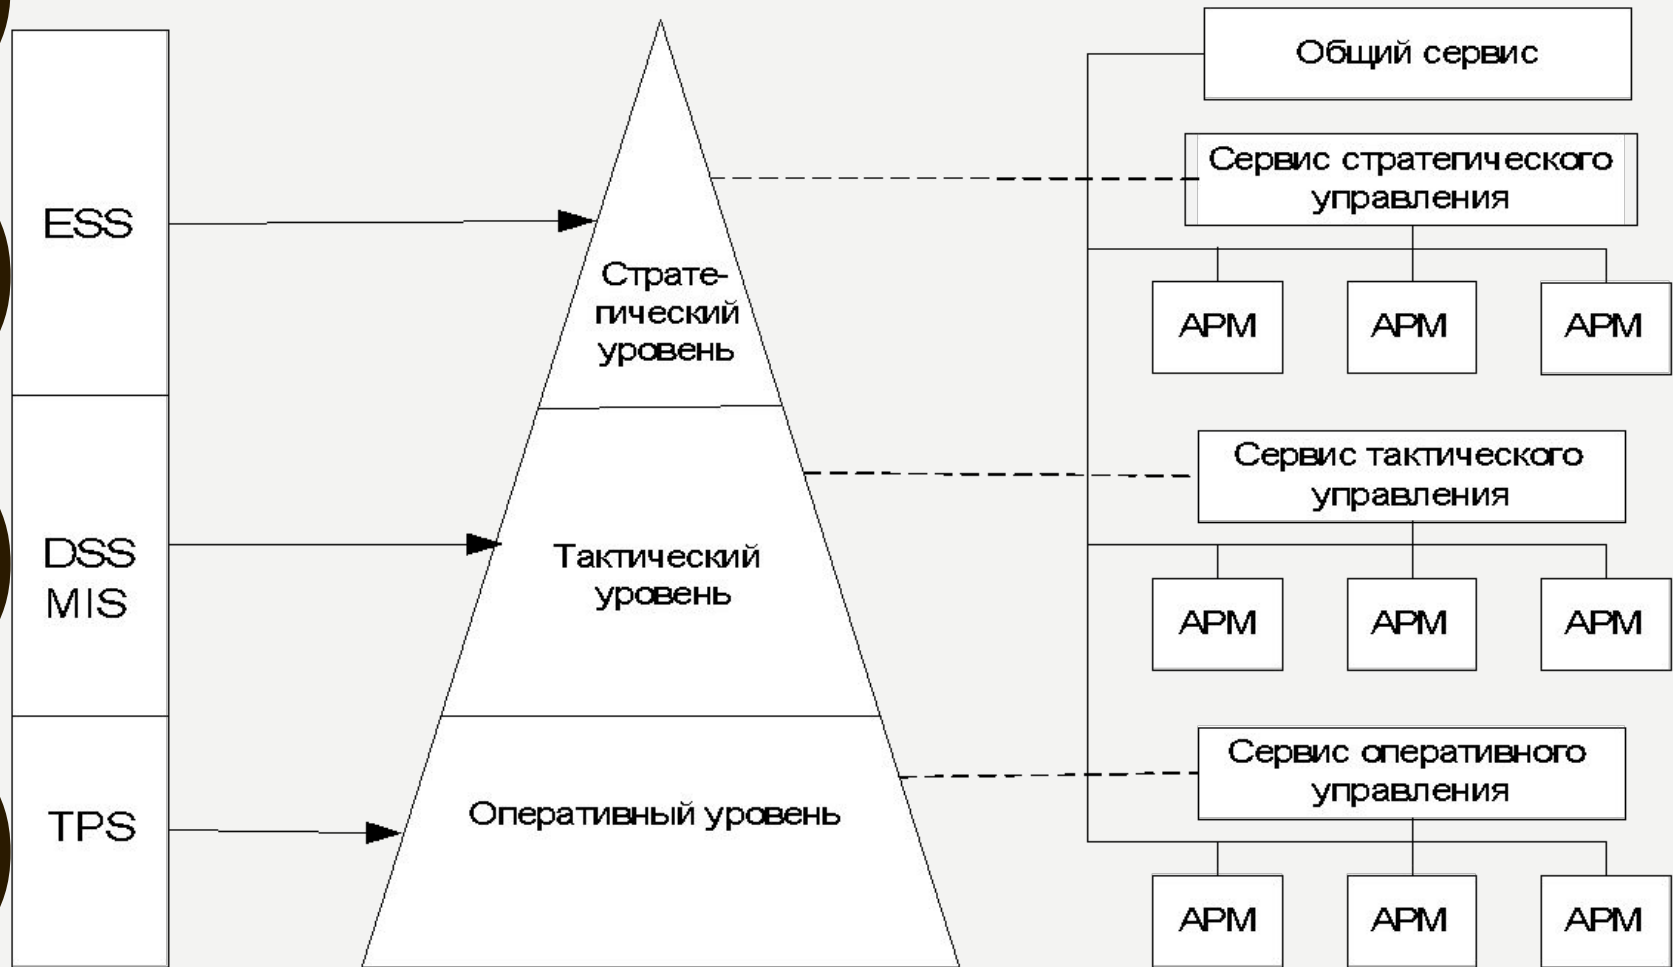 ESS
DSS
MIS
TPS
Страте-
гический
уровень
Тактический
уровень
Оперативный уровень
Общий сервис
Сервис стратегического
управления
АРМ АРМ АРМ
Сервис тактического
управления
АРМ АРМ АРМ
Сервис оперативного
управления
АРМ АРМ АРМ